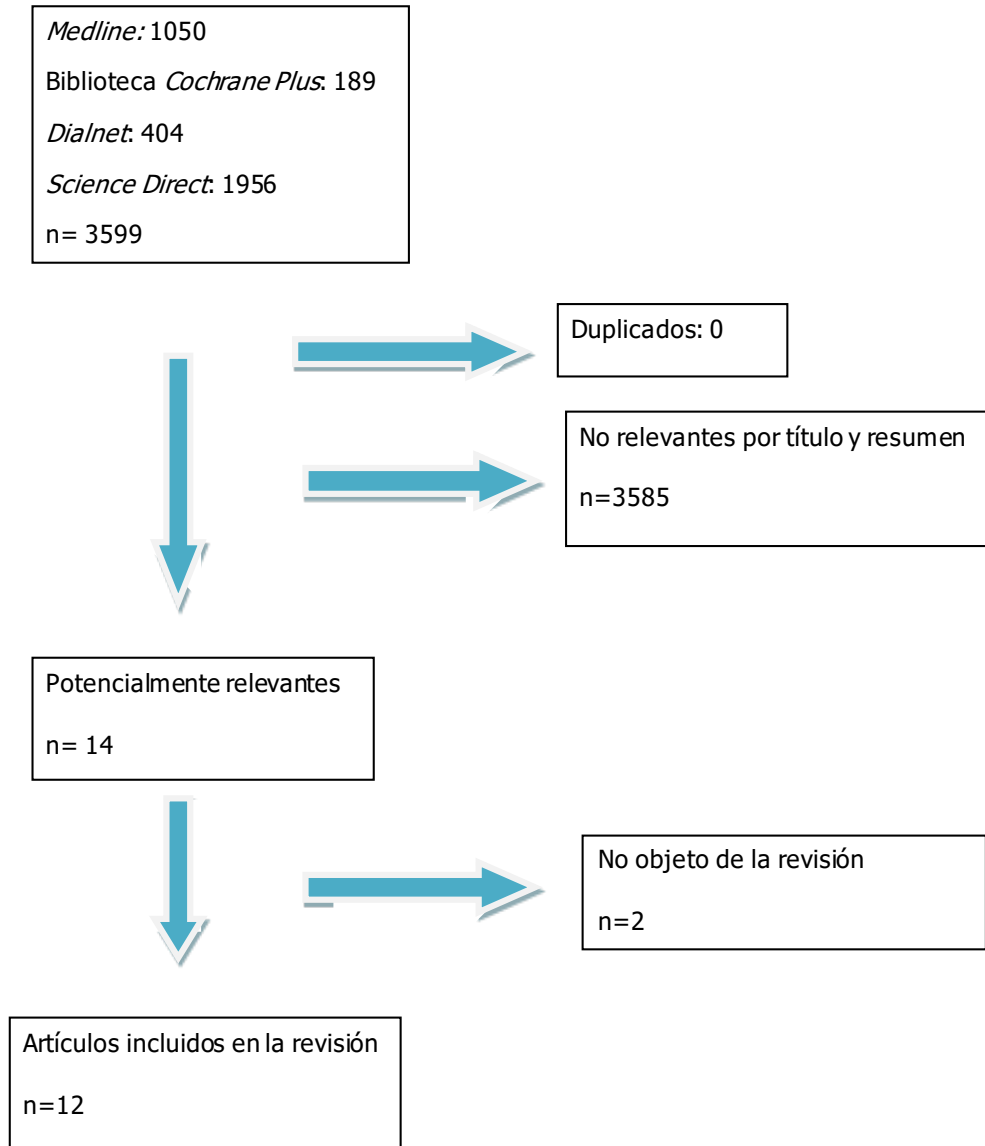 Medline: 1050
Biblioteca Cochrane Plus: 189
Dialnet: 404
Science Direct: 1956
n= 3599
Duplicados: 0
No relevantes por título y resumen
n=3585
Potencialmente relevantes
n= 14
No objeto de la revisión
n=2
Artículos incluidos en la revisión
n=12